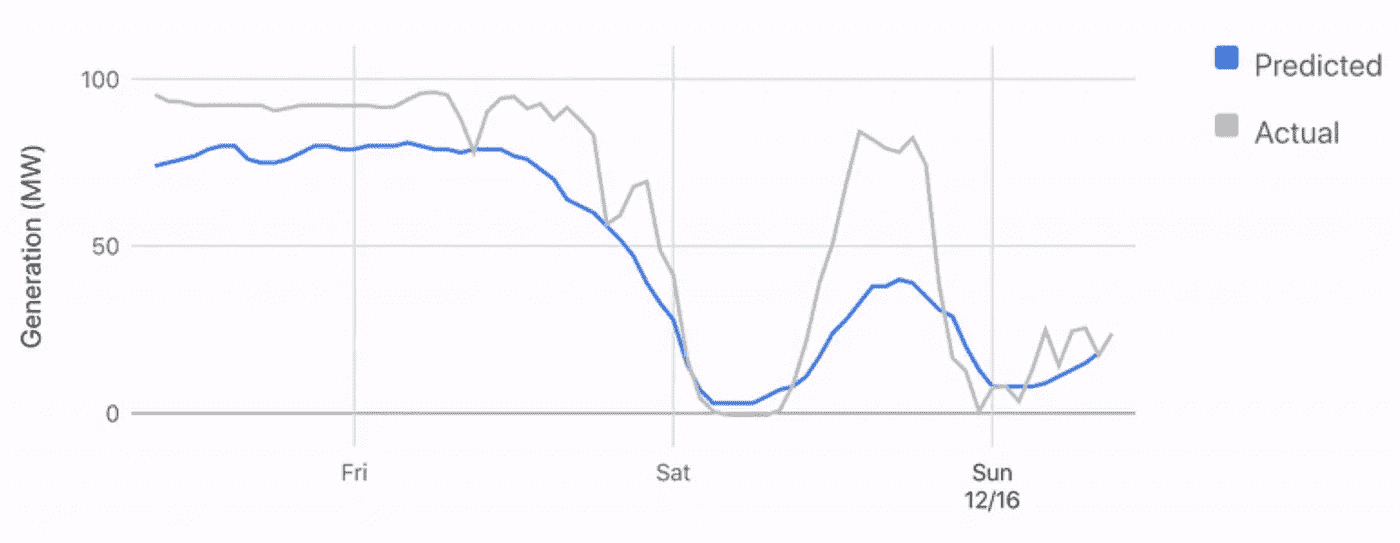 Predicted
Actual
Generation (MW)
100
50
0
Fri
Sat
Sun
12/16